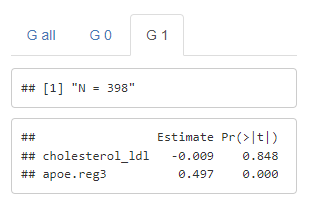 G all G 0 G 1
## [1] "N = 398"
## Estimate Pr(>|t|)
## cholesterol_ldl -0.009 0.848
## apoe.reg3 0.497 0.000